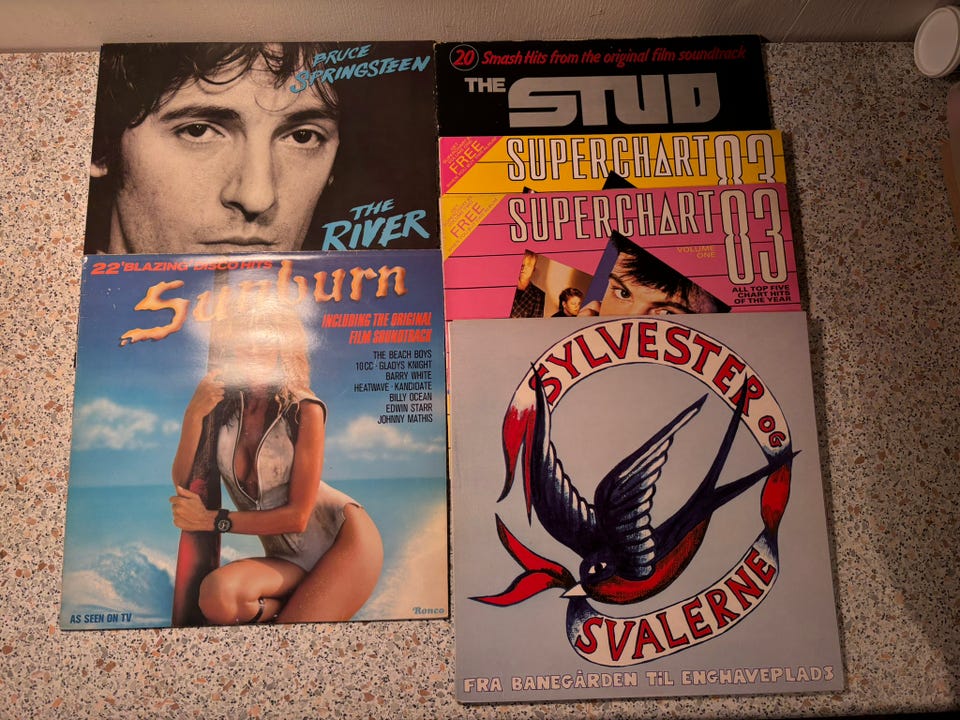 BRUCE
SPRINGSTEEN
THE
RIVER
20 Smash Hits from the original film soundtrack
THE STUD
FREE
SUPERCHART 83
FREE
SUPERCHART 83
VOLUME
ONE
ALL TOP FIVE
CHART HITS
OF THE YEAR
22 BLAZING DISCO HITS
Sunburn
INCLUDING THE ORIGINAL
FILM SOUNDTRACK
THE BEACH BOYS
10CC · GLADYS KNIGHT
BARRY WHITE
HEATWAVE · KANDIDATE
BILLY OCEAN
EDWIN STARR
JOHNNY MATHIS
AS SEEN ON TV
Ronco
SYLVESTER OG
SVALERNE
FRA BANEGÅRDEN TIL ENGHAVEPLADS